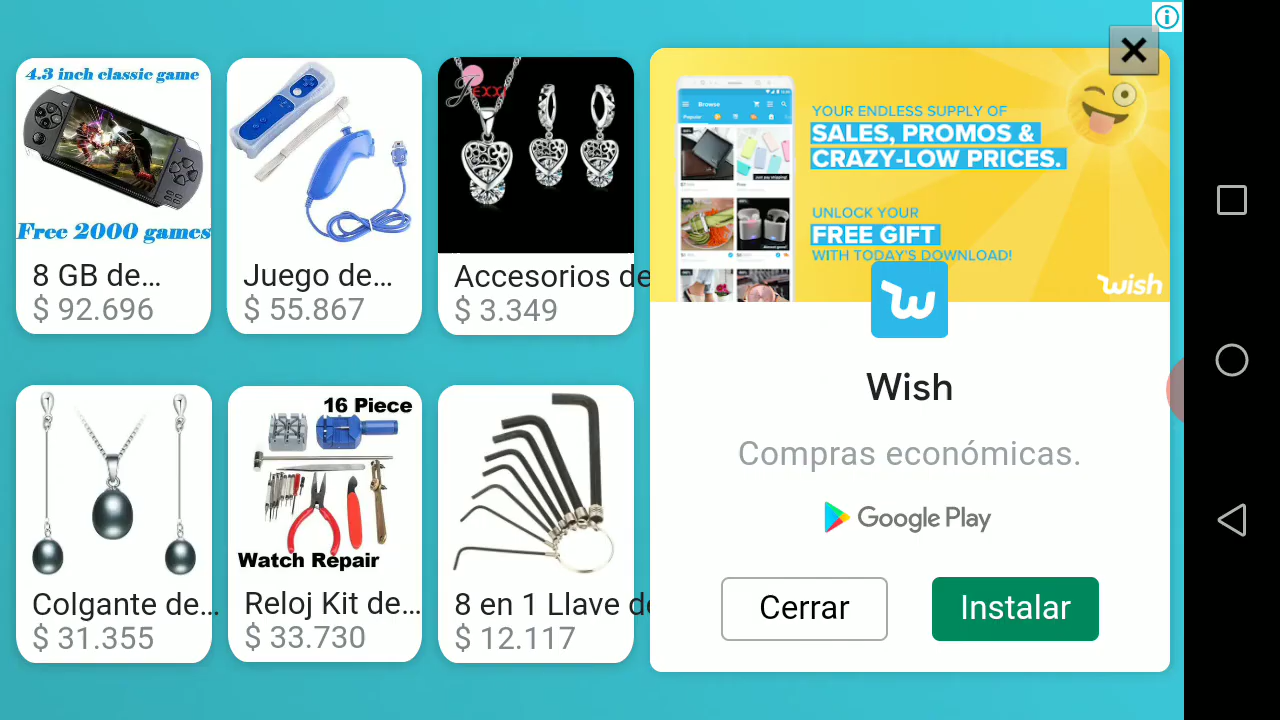 4.3 inch classic game
Free 2000 games
8 GB de...
$ 92.696
Juego de...
$ 55.867
Accesorios de
$ 3.349
Colgante de...
$ 31.355
16 Piece
Watch Repair
Reloj Kit de...
$ 33.730
8 en 1 Llave de
$ 12.117
Browse
Popular
YOUR ENDLESS SUPPLY OF
SALES, PROMOS &
CRAZY-LOW PRICES.
UNLOCK YOUR
FREE GIFT
WITH TODAY'S DOWNLOAD!
wish
Wish
Compras económicas.
Google Play
Cerrar
Instalar